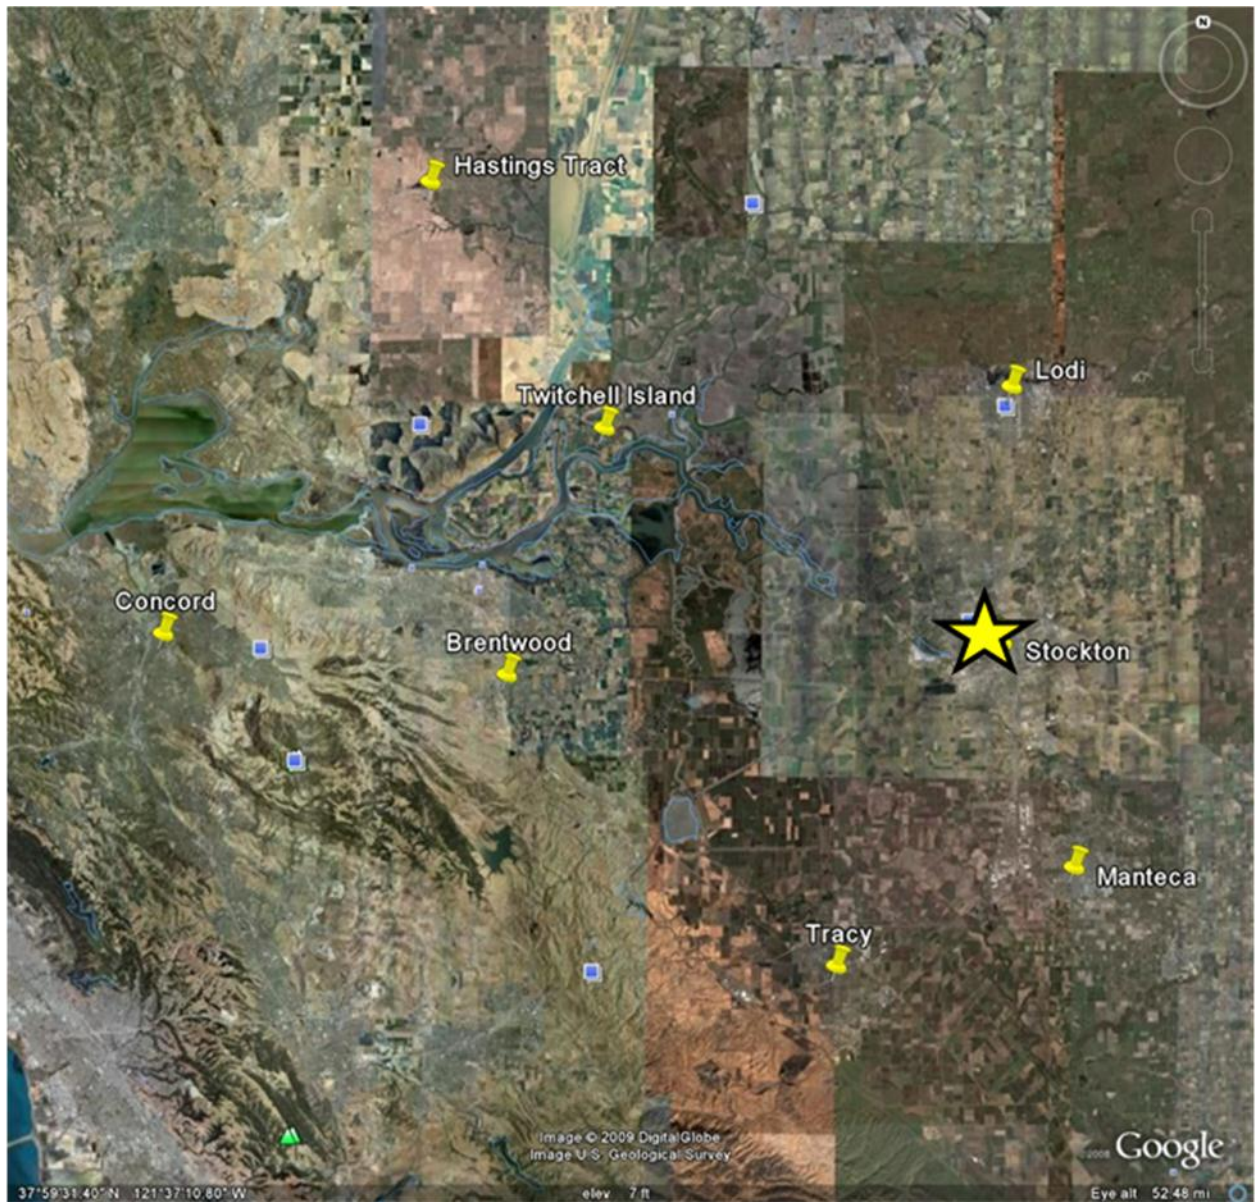 N
Hastings Tract
Lodi
Twitchell Island
Concord
Brentwood
Stockton
Manteca
Tracy
Image © 2009 DigitalGlobe
Image U.S. Geological Survey
© 2009 Google
37°59'31.40" N 121°37'10.80" W elev 7 ft Eye alt 52.48 mi